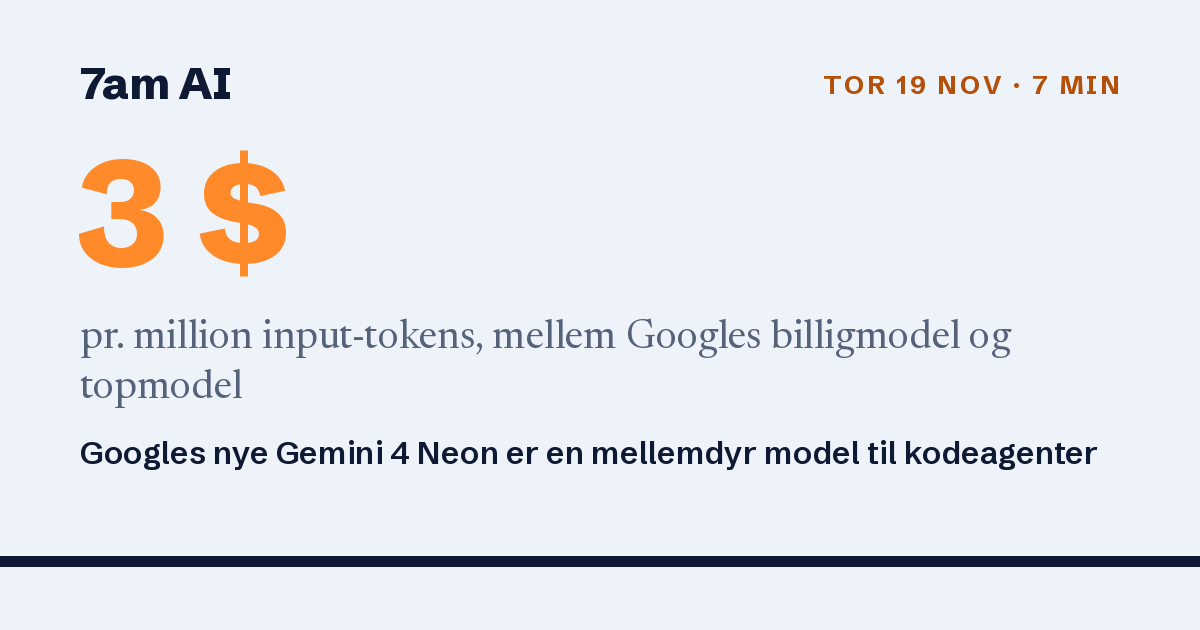 7am AI
TOR 19 NOV · 7 MIN
3 $
pr. million input-tokens, mellem Googles billigmodel og
topmodel
Googles nye Gemini 4 Neon er en mellemdyr model til kodeagenter